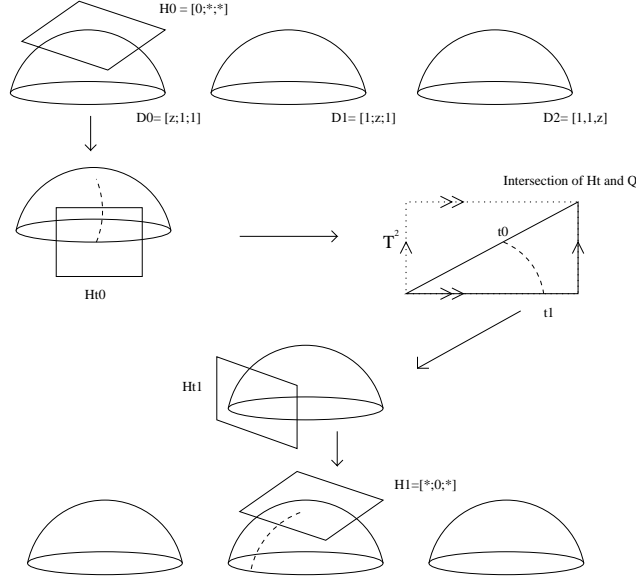 H0 = [0;*;*]
D0= [z;1;1]
D1= [1;z;1]
D2= [1,1,z]
Intersection of Ht and Q
T²
t0
t1
Ht0
Ht1
H1=[*;0;*]